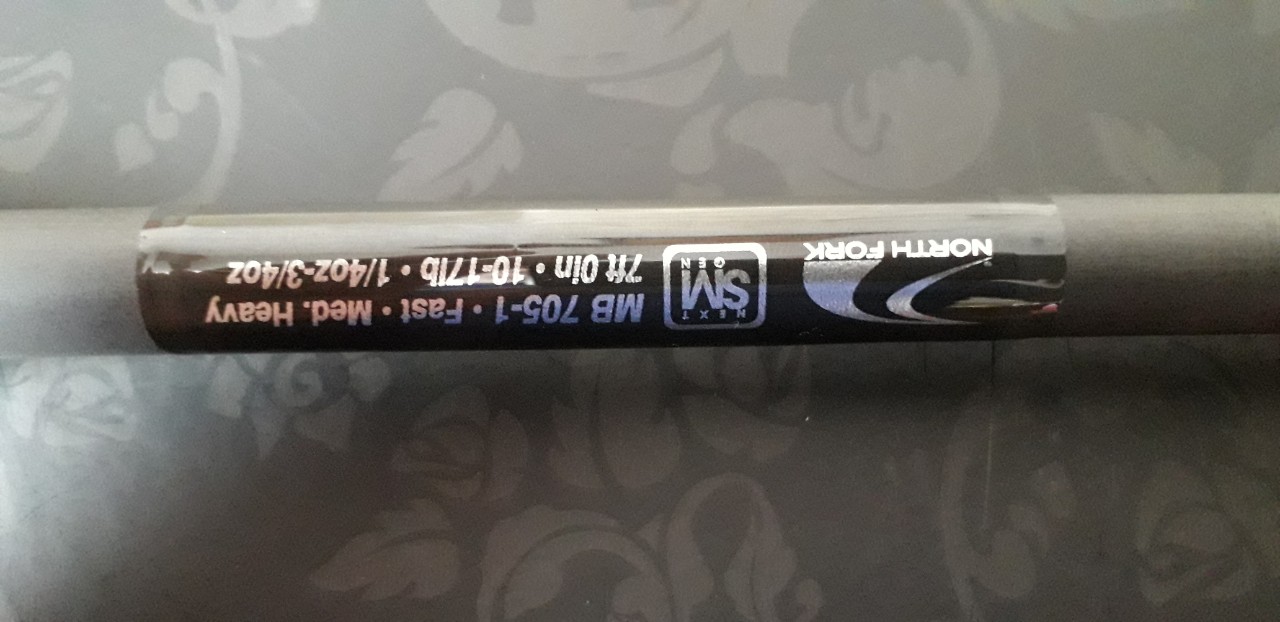 NORTH FORK
NEXT
SM
GEN
MB 705-1 • Fast • Med. Heavy
7ft 0in • 10-17lb • 1/4oz-3/4oz